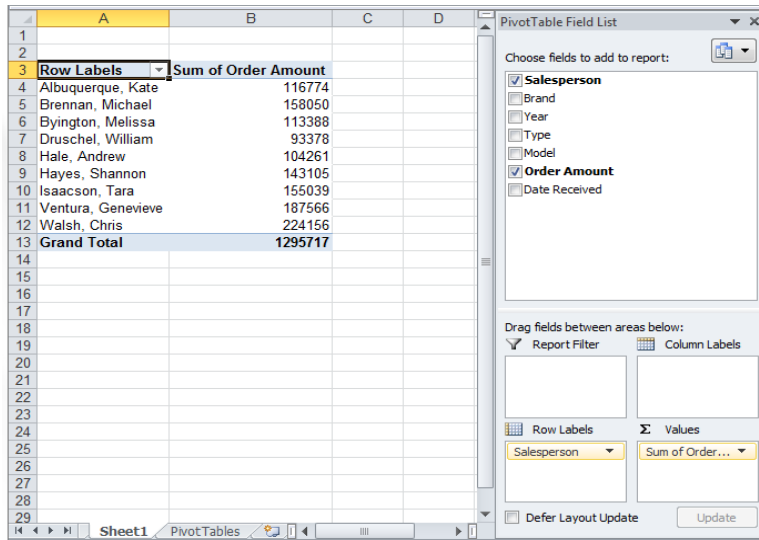 A B C D
1
2
3 Row Labels Sum of Order Amount
4 Albuquerque, Kate 116774
5 Brennan, Michael 158050
6 Byington, Melissa 113388
7 Druschel, William 93378
8 Hale, Andrew 104261
9 Hayes, Shannon 143105
10 Isaacson, Tara 155039
11 Ventura, Genevieve 187566
12 Walsh, Chris 224156
13 Grand Total 1295717
14
15
16
17
18
19
20
21
22
23
24
25
26
27
28
29
Sheet1 PivotTables
PivotTable Field List
Choose fields to add to report:
Salesperson
Brand
Year
Type
Model
Order Amount
Date Received
Drag fields between areas below:
Report Filter Column Labels
Row Labels Σ Values
Salesperson Sum of Order...
Defer Layout Update Update